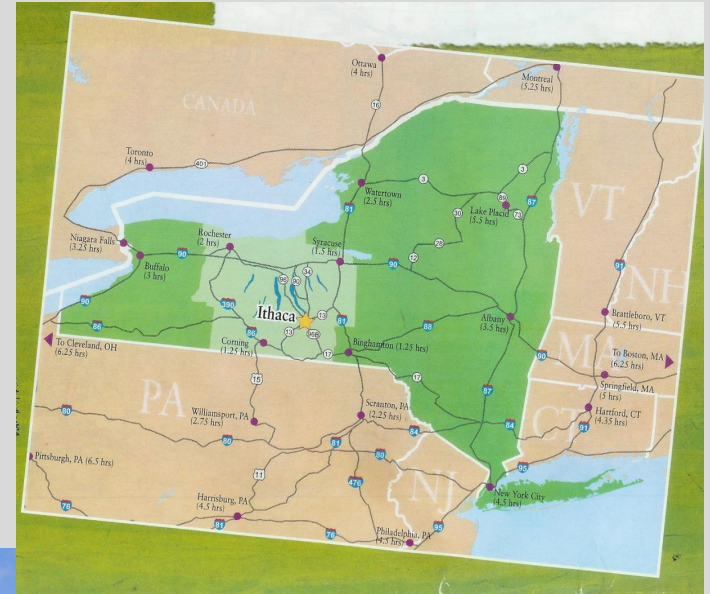 Ottawa
(4 hrs)
Montreal
(5.25 hrs)
16
CANADA
Toronto
(4 hrs)
401
3
3
Watertown
(2.5 hrs)
86
Lake Placid
(5.5 hrs)
73
87
VT
81
30
Rochester
(2 hrs)
Niagara Falls
(3.25 hrs)
90
Syracuse
(1.5 hrs)
28
12
Buffalo
(3 hrs)
90
91
NH
34
90
96
90
390
Ithaca
13
81
Albany
(3.5 hrs)
Brattleboro, VT
(5.5 hrs)
86
86
13
96B
88
To Cleveland, OH
(6.25 hrs)
Corning
(1.25 hrs)
17
Binghamton (1.25 hrs)
90
MA
To Boston, MA
(6.25 hrs)
15
17
87
Springfield, MA
(5 hrs)
PA
80
Williamsport, PA
(2.75 hrs)
Scranton, PA
(2.25 hrs)
84
84
CT
Hartford, CT
(4.35 hrs)
91
80
81
80
95
Pittsburgh, PA (6.5 hrs)
11
476
NJ
New York City
(4.5 hrs)
76
Harrisburg, PA
(4.5 hrs)
81
76
95
Philadelphia, PA
(4.5 hrs)